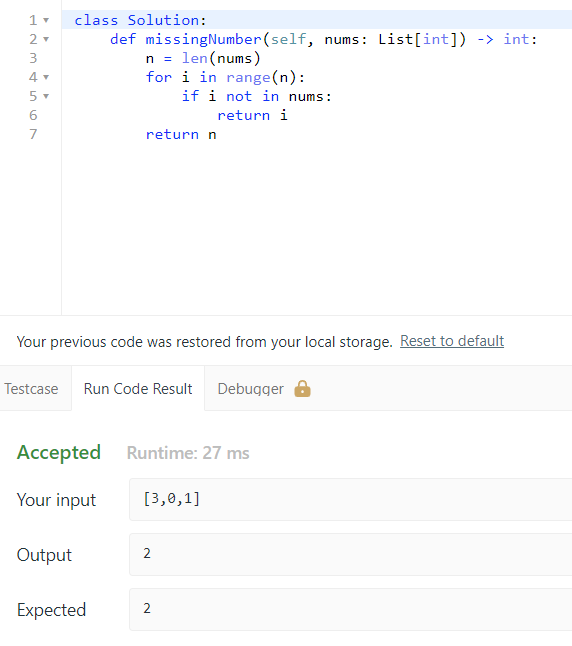 1 class Solution:
2     def missingNumber(self, nums: List[int]) -> int:
3         n = len(nums)
4         for i in range(n):
5             if i not in nums:
6                 return i
7         return n
Your previous code was restored from your local storage. Reset to default
Testcase Run Code Result Debugger
Accepted Runtime: 27 ms
Your input [3,0,1]
Output 2
Expected 2